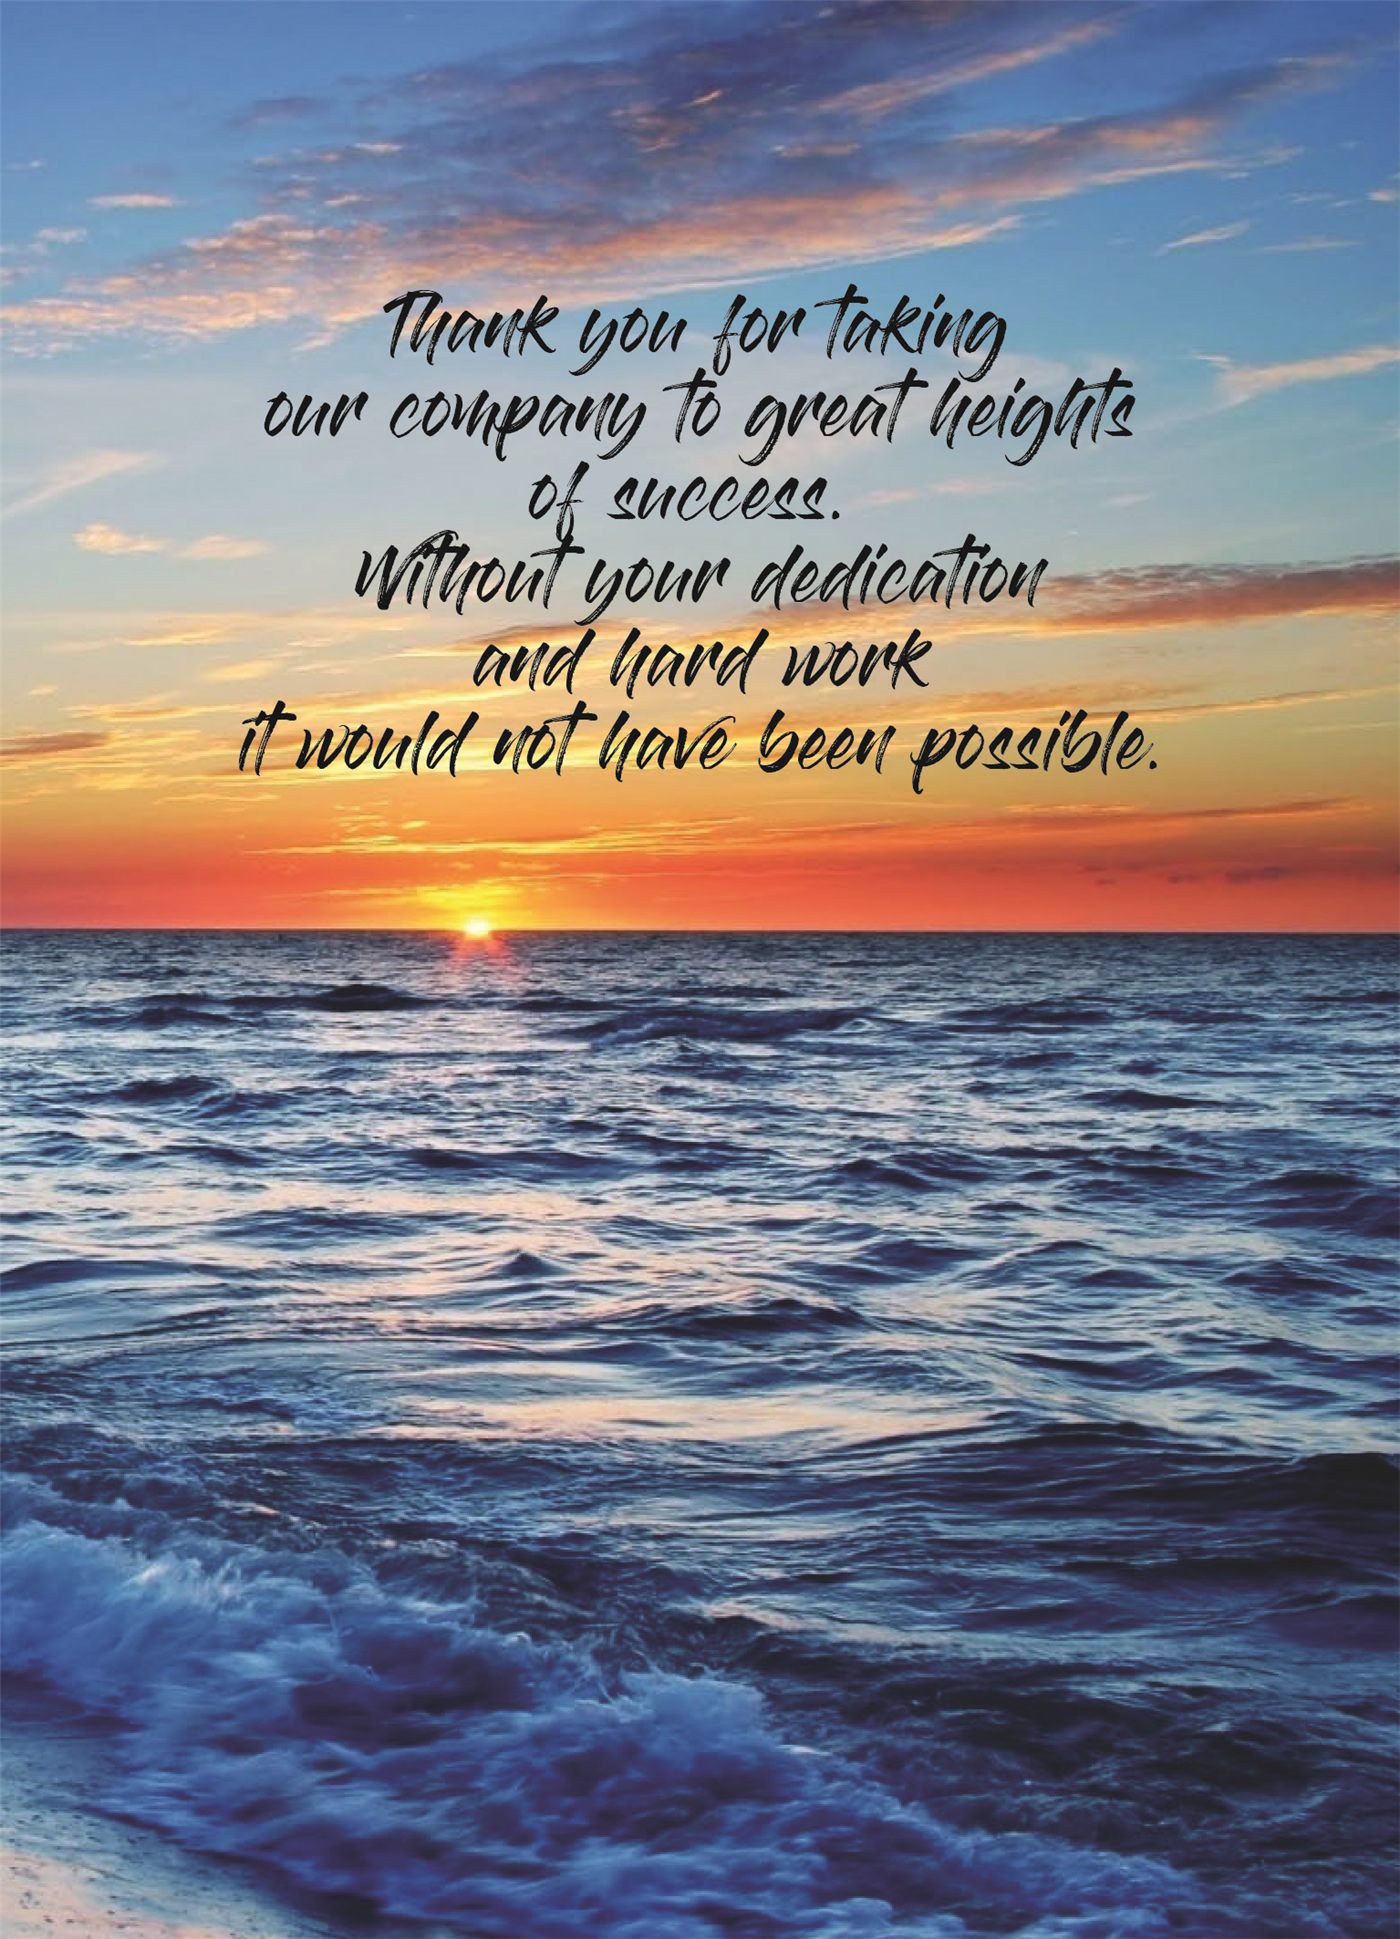 Thank you for taking
our company to great heights
of success.
Without your dedication
and hard work
it would not have been possible.